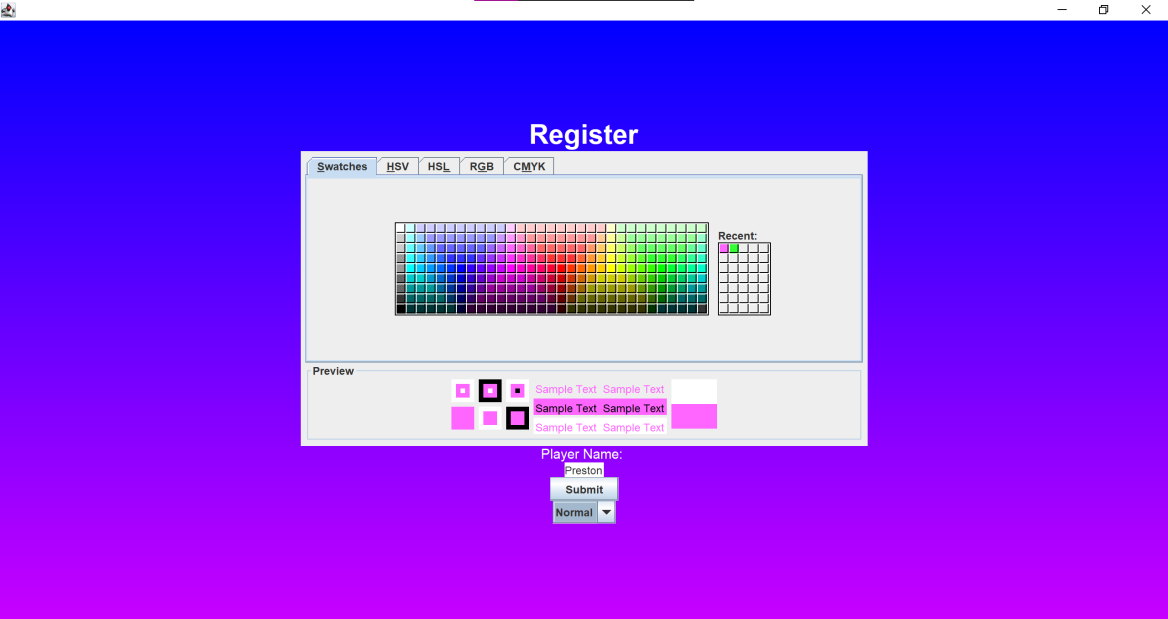 Register
Swatches HSV HSL RGB CMYK
Recent:
Preview
Sample Text Sample Text
Sample Text Sample Text
Sample Text Sample Text
Player Name:
Preston
Submit
Normal